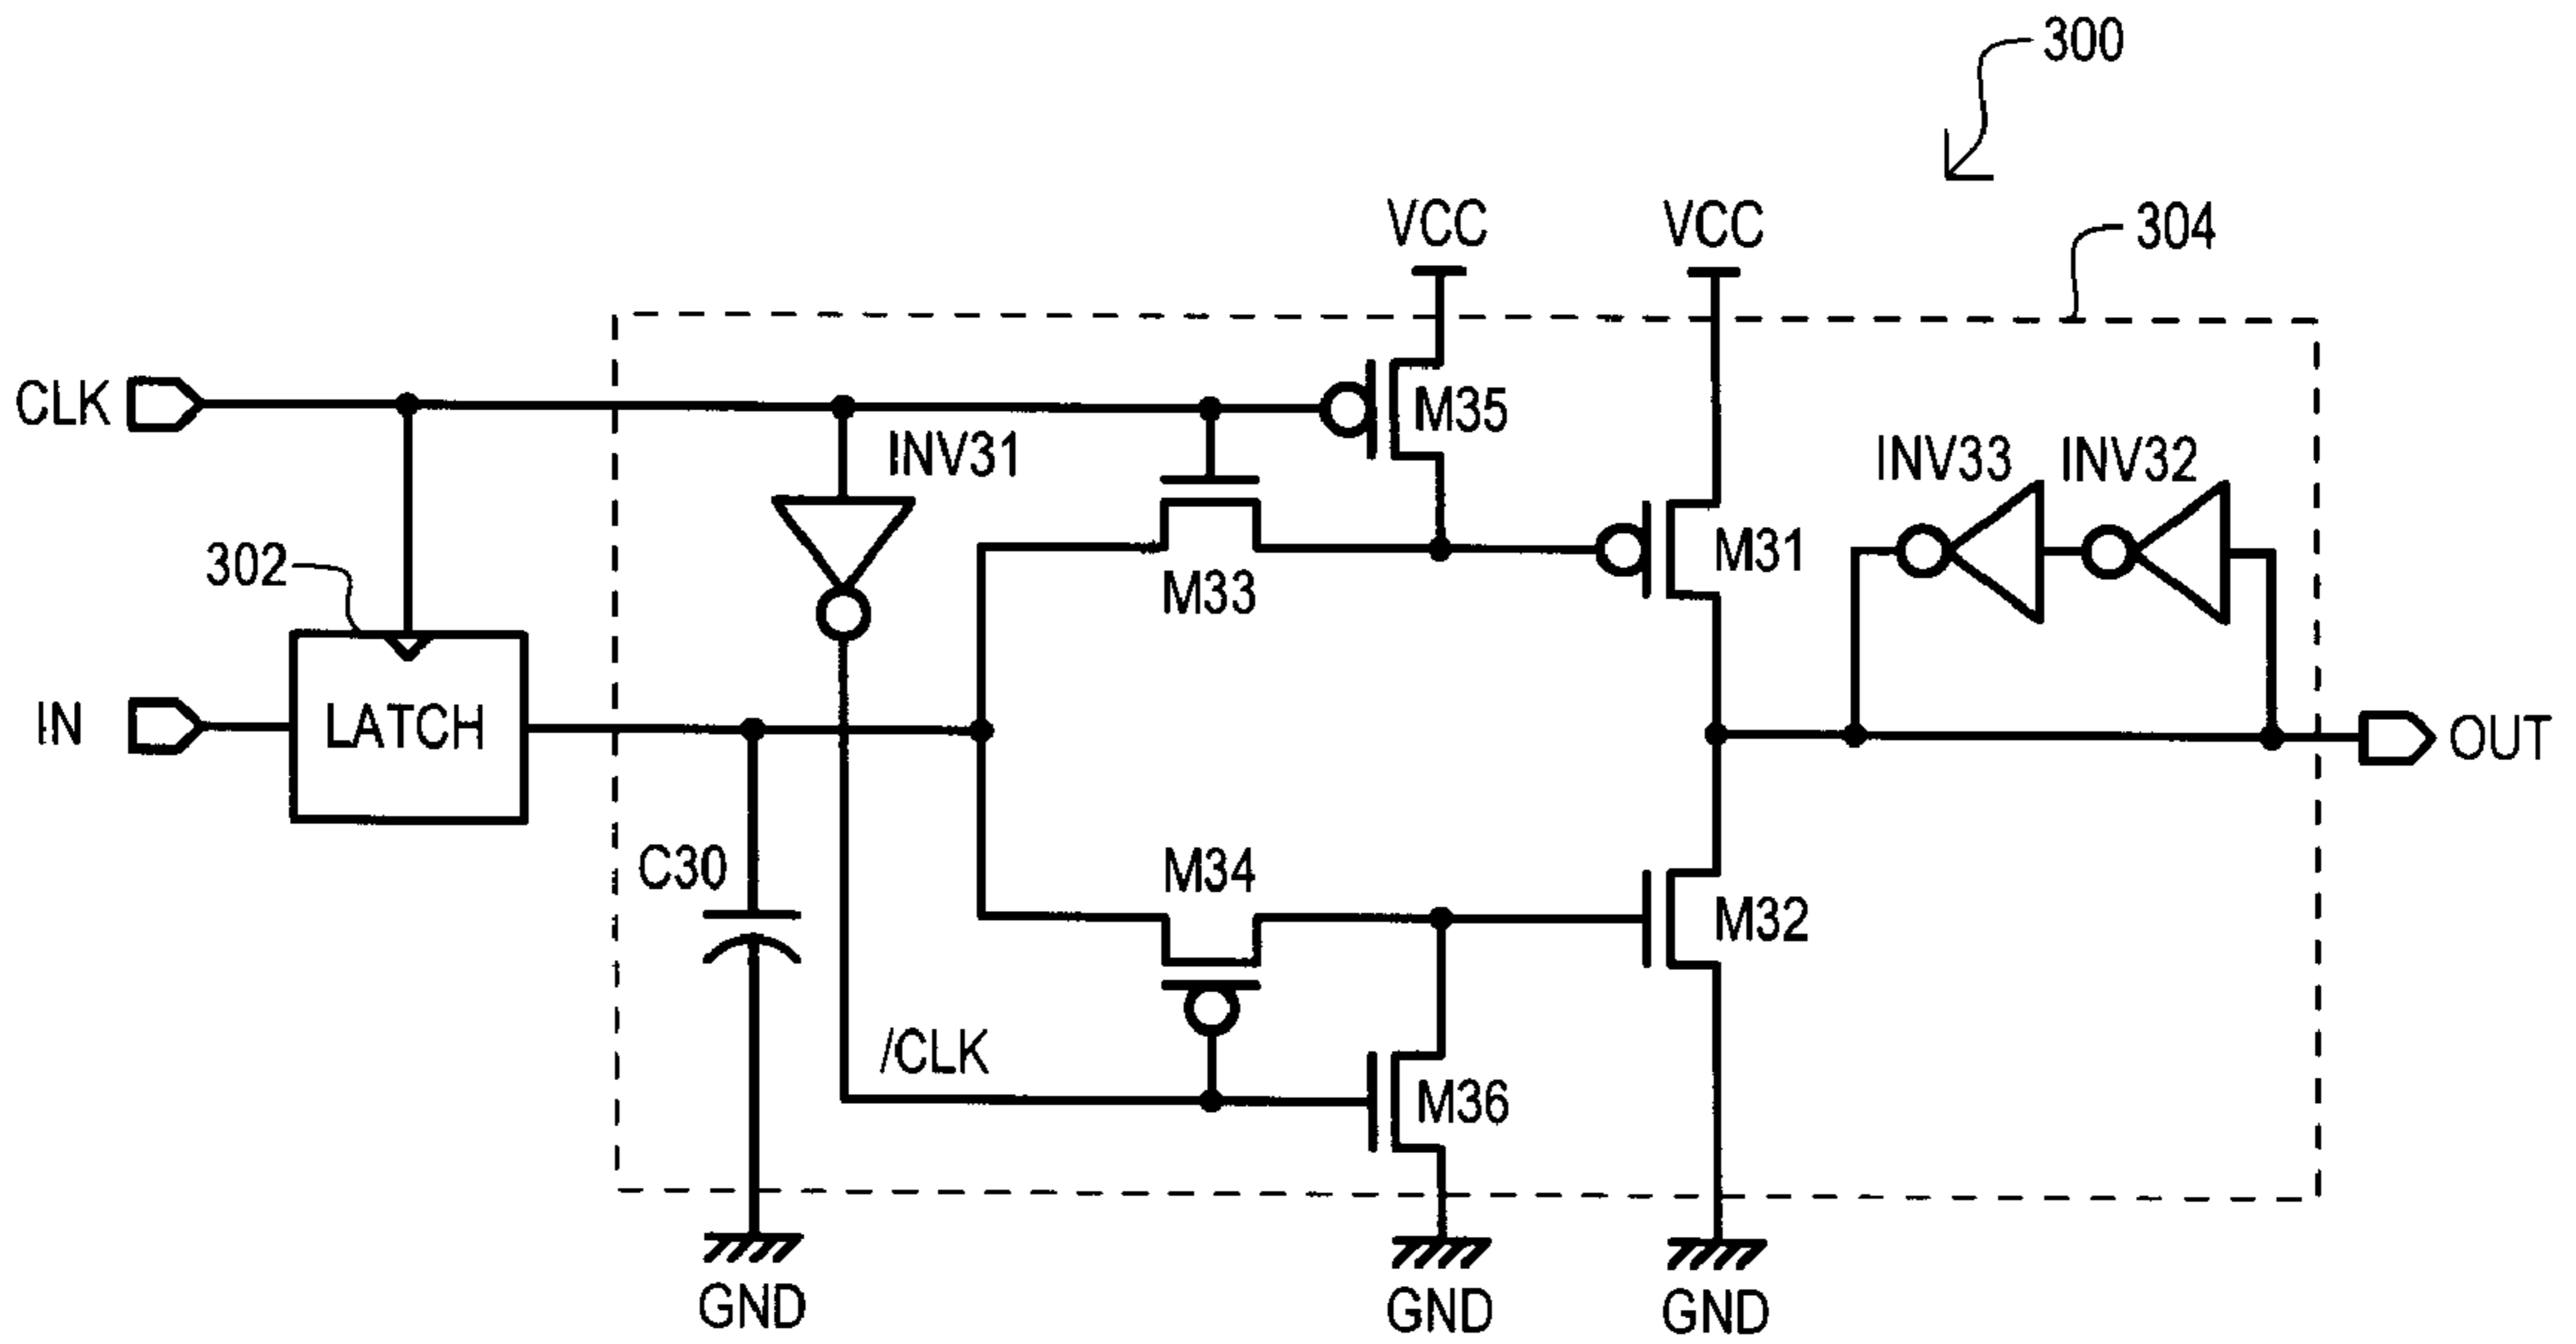 300
304
VCC
VCC
CLK
M35
INV31
INV33
INV32
M31
302
M33
IN
LATCH
OUT
C30
M34
M32
/CLK
M36
GND
GND
GND